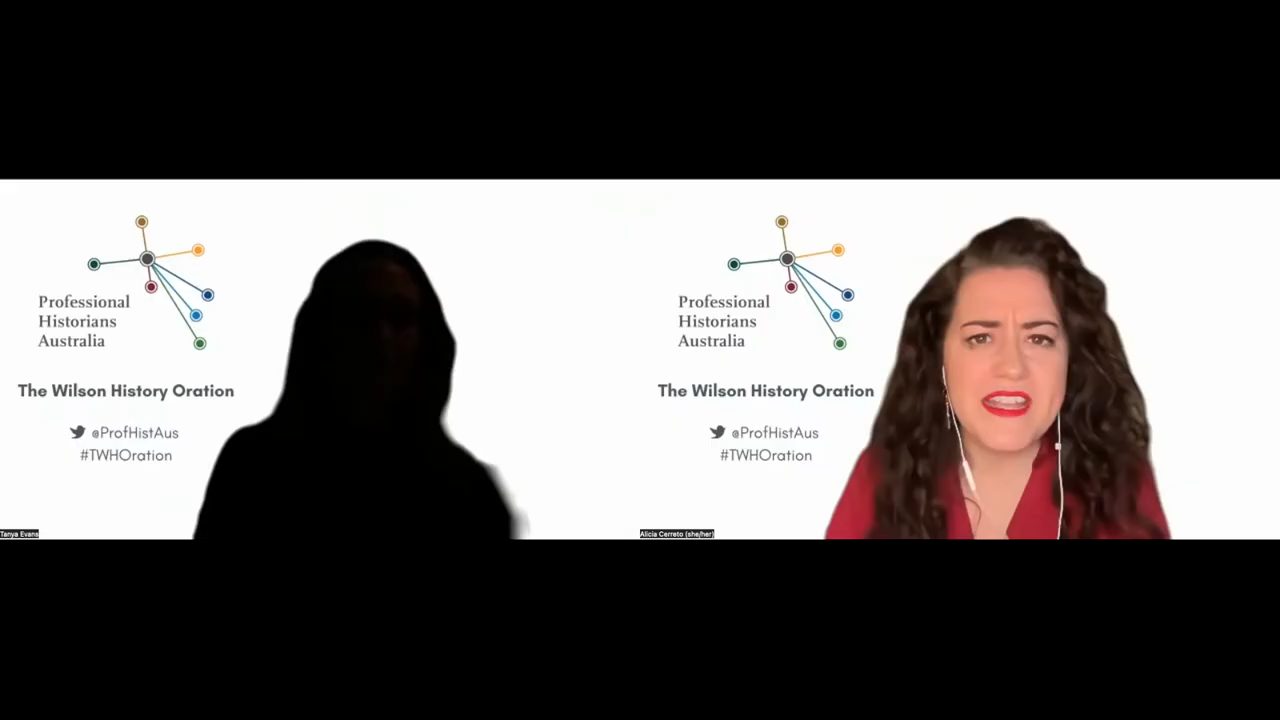 Professional
Historians
Australia
The Wilson History Oration
@ProfHistAus
#TWHOration
Tanya Evans
Professional
Historians
Australia
The Wilson History Oration
@ProfHistAus
#TWHOration
Alicia Cerreto (she/her)